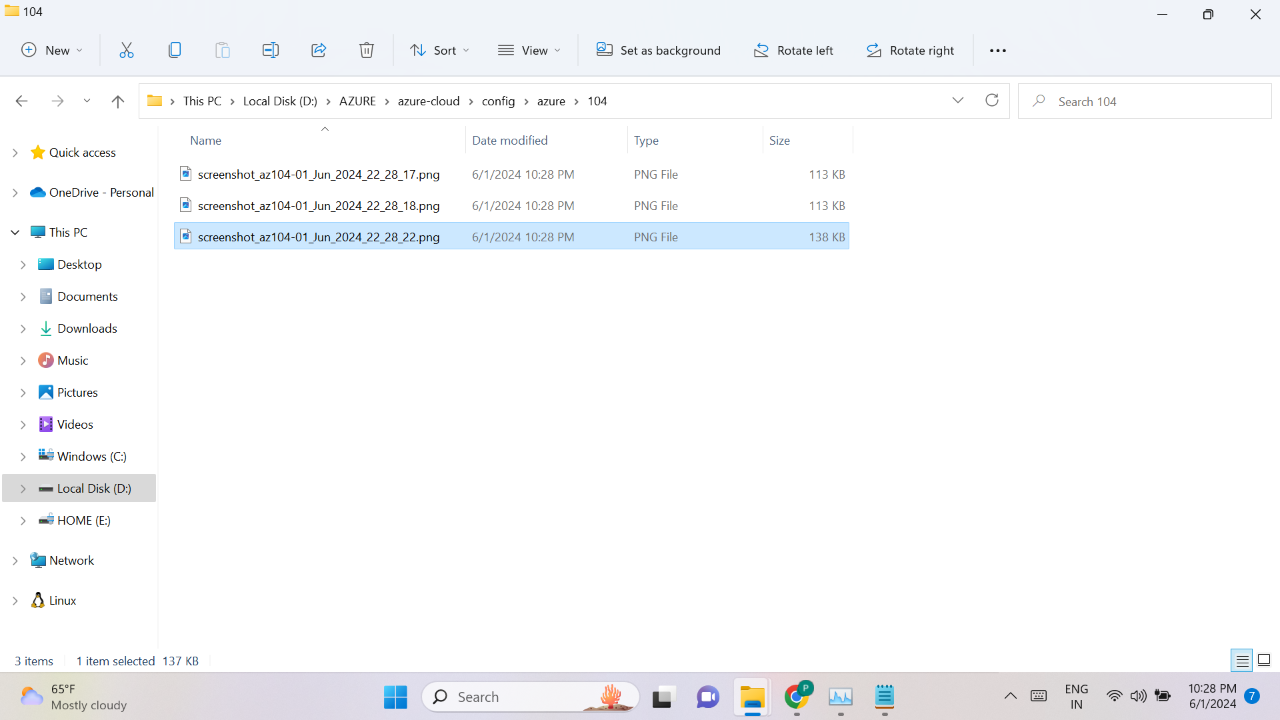 104
New
Sort
View
Set as background
Rotate left
Rotate right
This PC
Local Disk (D:)
AZURE
azure-cloud
config
azure
104
Search 104
Name
Date modified
Type
Size
screenshot_az104-01_Jun_2024_22_28_17.png 6/1/2024 10:28 PM PNG File 113 KB
screenshot_az104-01_Jun_2024_22_28_18.png 6/1/2024 10:28 PM PNG File 113 KB
screenshot_az104-01_Jun_2024_22_28_22.png 6/1/2024 10:28 PM PNG File 138 KB
Quick access
OneDrive - Personal
This PC
Desktop
Documents
Downloads
Music
Pictures
Videos
Windows (C:)
Local Disk (D:)
HOME (E:)
Network
Linux
3 items
1 item selected 137 KB
65°F
Mostly cloudy
Search
P
ENG
IN
10:28 PM
6/1/2024
7